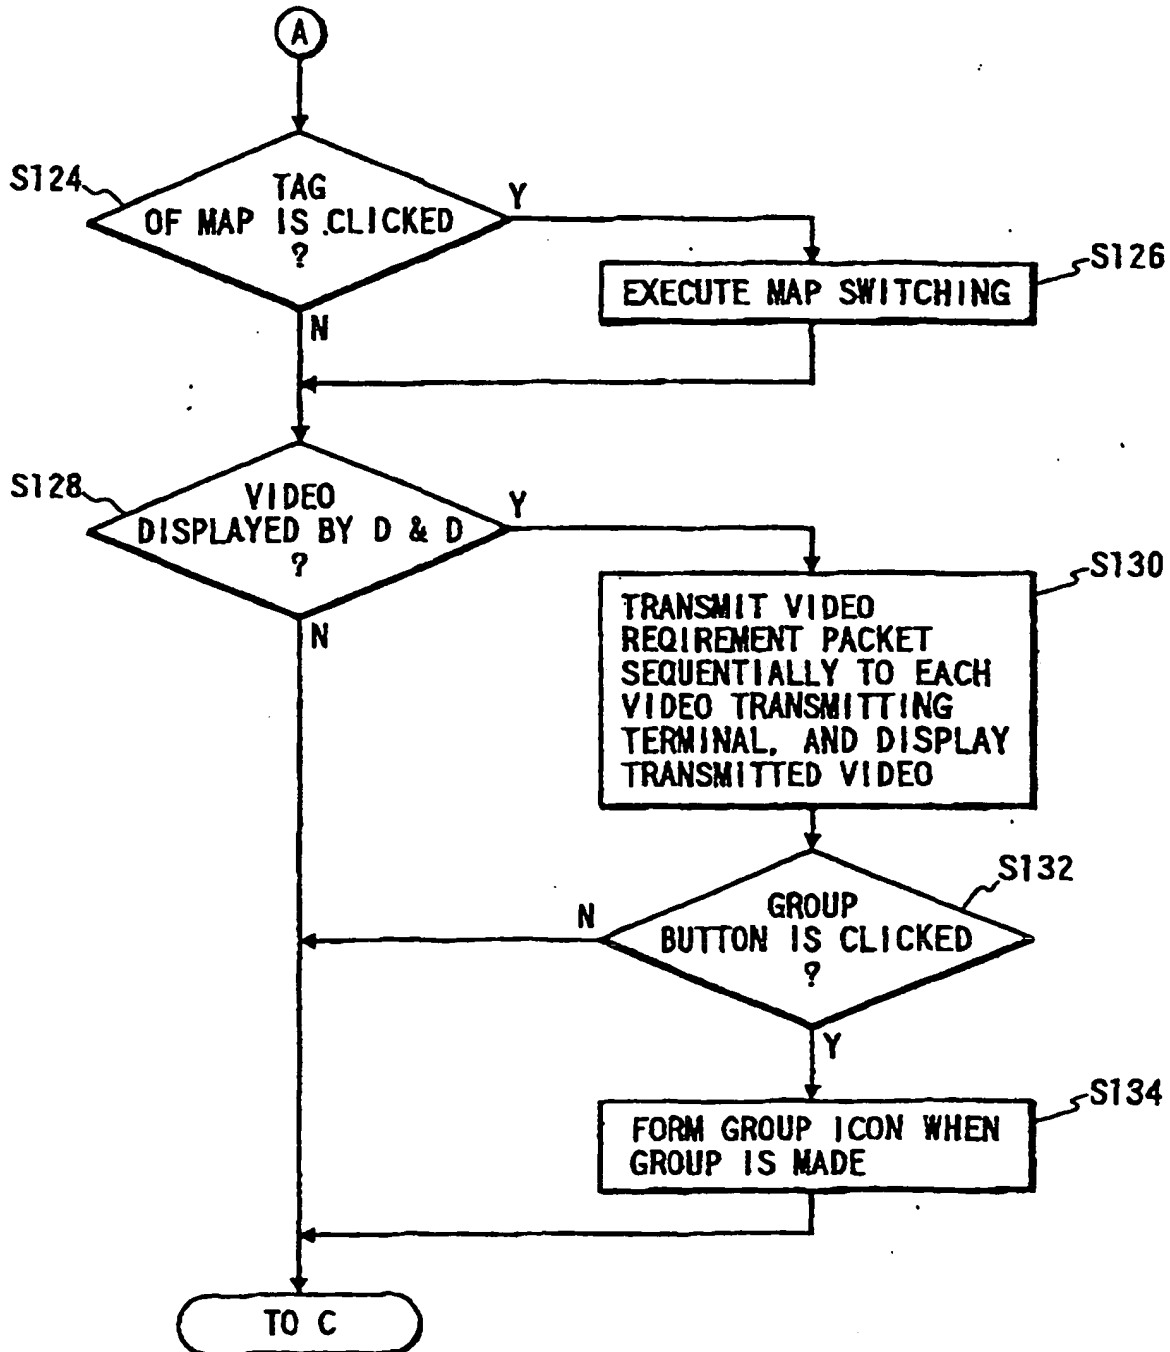 A
S124
TAG
OF MAP IS CLICKED
?
Y
N
S126
EXECUTE MAP SWITCHING
S128
VIDEO
DISPLAYED BY D & D
?
Y
N
S130
TRANSMIT VIDEO
REQIREMENT PACKET
SEQUENTIALLY TO EACH
VIDEO TRANSMITTING
TERMINAL, AND DISPLAY
TRANSMITTED VIDEO
S132
GROUP
BUTTON IS CLICKED
?
N
Y
S134
FORM GROUP ICON WHEN
GROUP IS MADE
TO C